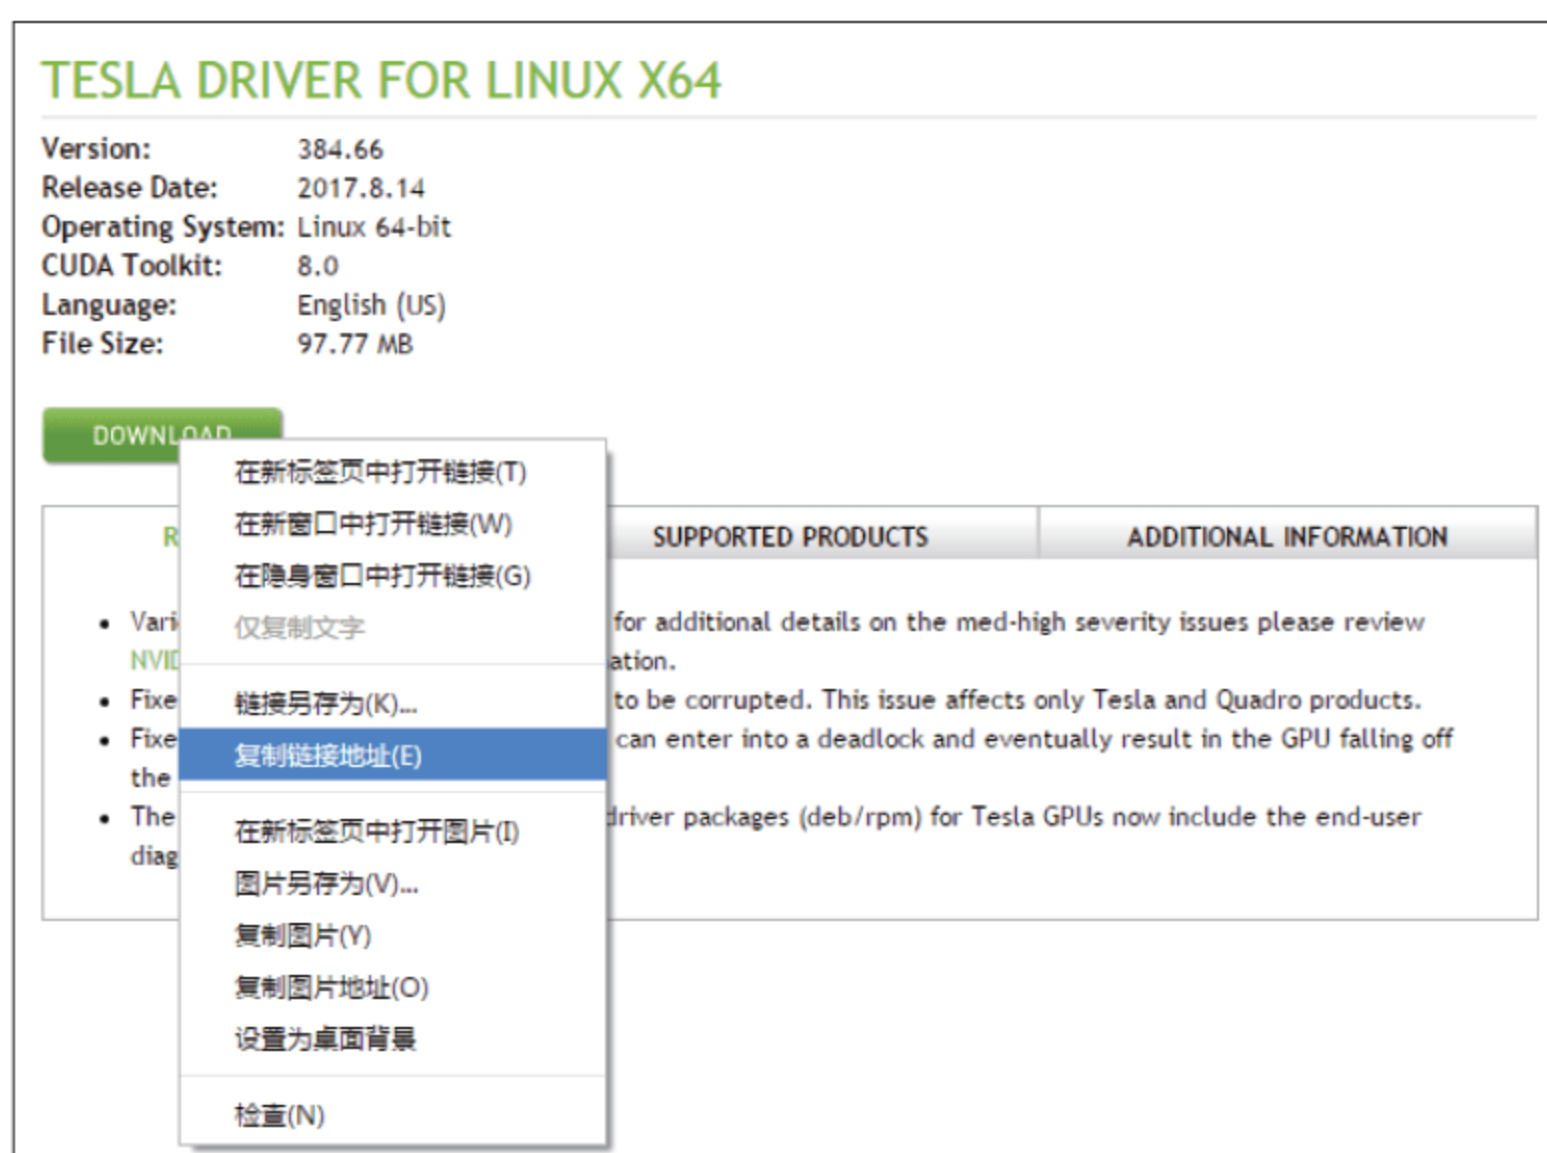 TESLA DRIVER FOR LINUX X64
Version: 384.66
Release Date: 2017.8.14
Operating System: Linux 64-bit
CUDA Toolkit: 8.0
Language: English (US)
File Size: 97.77 MB
DOWNLOAD
在新标签页中打开链接(T)
在新窗口中打开链接(W)
在隐身窗口中打开链接(G)
仅复制文字
链接另存为(K)...
复制链接地址(E)
在新标签页中打开图片(I)
图片另存为(V)...
复制图片(Y)
复制图片地址(O)
设置为桌面背景
检查(N)
SUPPORTED PRODUCTS
ADDITIONAL INFORMATION
for additional details on the med-high severity issues please review
to be corrupted. This issue affects only Tesla and Quadro products.
Fixe can enter into a deadlock and eventually result in the GPU falling off
the
The driver packages (deb/rpm) for Tesla GPUs now include the end-user